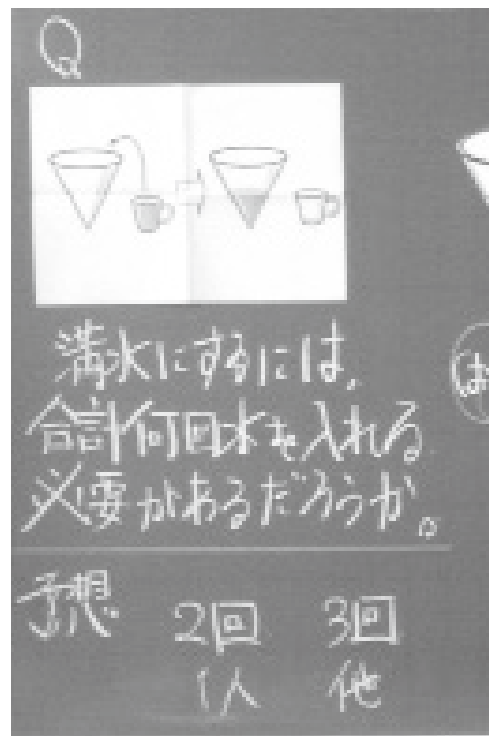 Q
満水にするには,
合計何回水を入れる
必要があるだろうか。
予想
2回 3回
1人 他
は